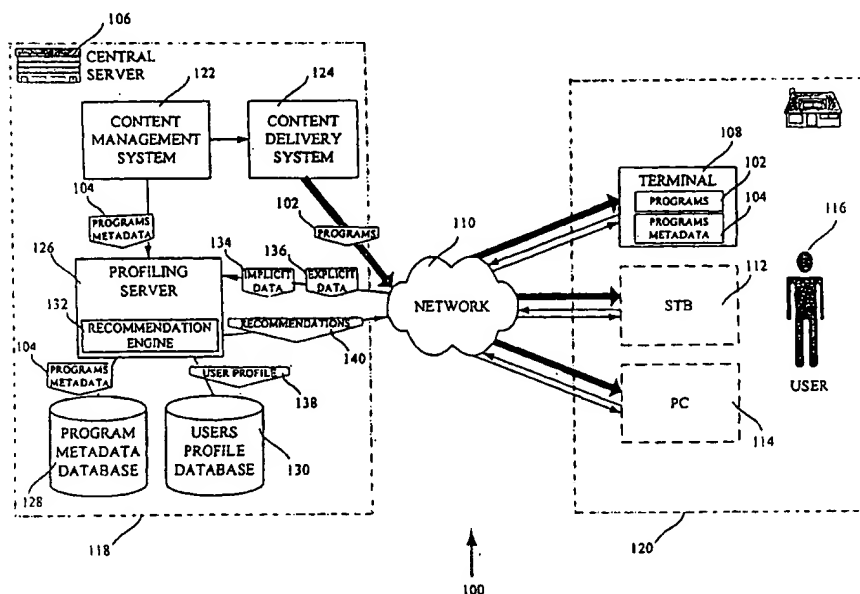 106
CENTRAL
SERVER
122
124
CONTENT
MANAGEMENT
SYSTEM
CONTENT
DELIVERY
SYSTEM
108
102
TERMINAL
PROGRAMS
PROGRAMS
METADATA
104
104
PROGRAMS
METADATA
102
PROGRAMS
110
116
126
134
136
IMPLICIT
DATA
EXPLICIT
DATA
PROFILING
SERVER
NETWORK
112
STB
132
RECOMMENDATION
ENGINE
RECOMMENDATIONS
140
USER
104
PROGRAMS
METADATA
USER PROFILE
138
PC
114
PROGRAM
METADATA
DATABASE
USERS
PROFILE
DATABASE
128
130
118
120
100